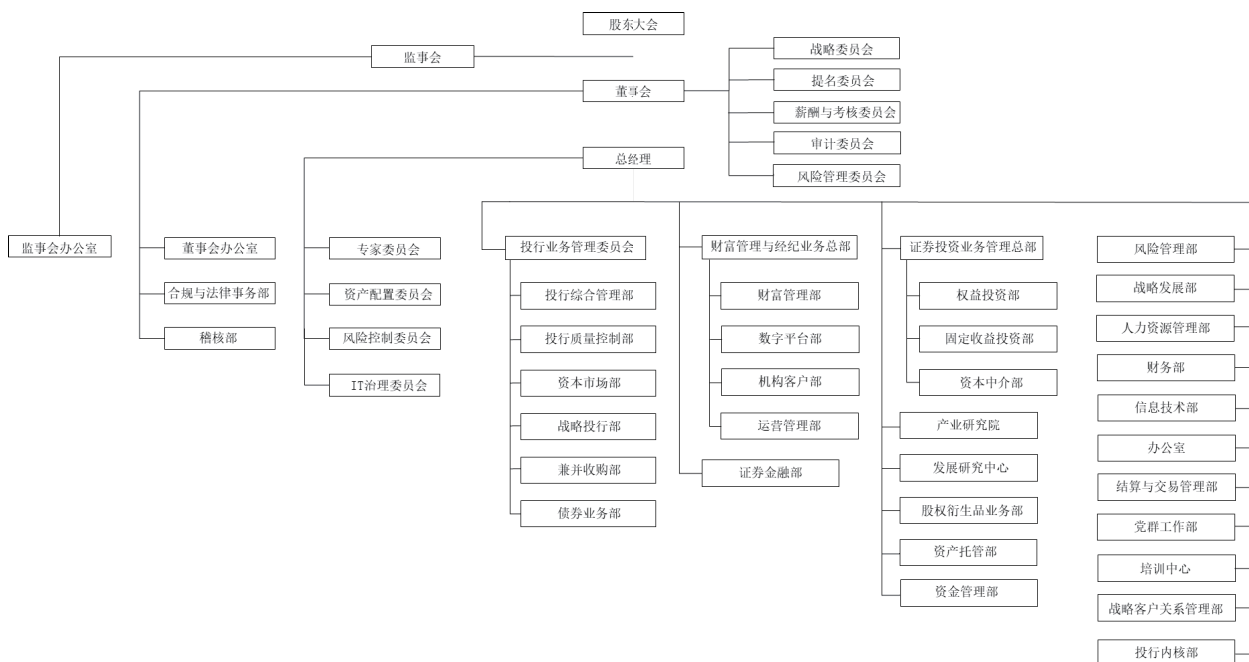 股东大会
监事会
战略委员会
提名委员会
董事会
薪酬与考核委员会
审计委员会
总经理
风险管理委员会
监事会办公室
董事会办公室
合规与法律事务部
稽核部
专家委员会
资产配置委员会
风险控制委员会
IT治理委员会
投行业务管理委员会
投行综合管理部
投行质量控制部
资本市场部
战略投行部
兼并收购部
债券业务部
财富管理与经纪业务总部
财富管理部
数字平台部
机构客户部
运营管理部
证券金融部
证券投资业务管理总部
权益投资部
固定收益投资部
资本中介部
产业研究院
发展研究中心
股权衍生品业务部
资产托管部
资金管理部
风险管理部
战略发展部
人力资源管理部
财务部
信息技术部
办公室
结算与交易管理部
党群工作部
培训中心
战略客户关系管理部
投行内核部